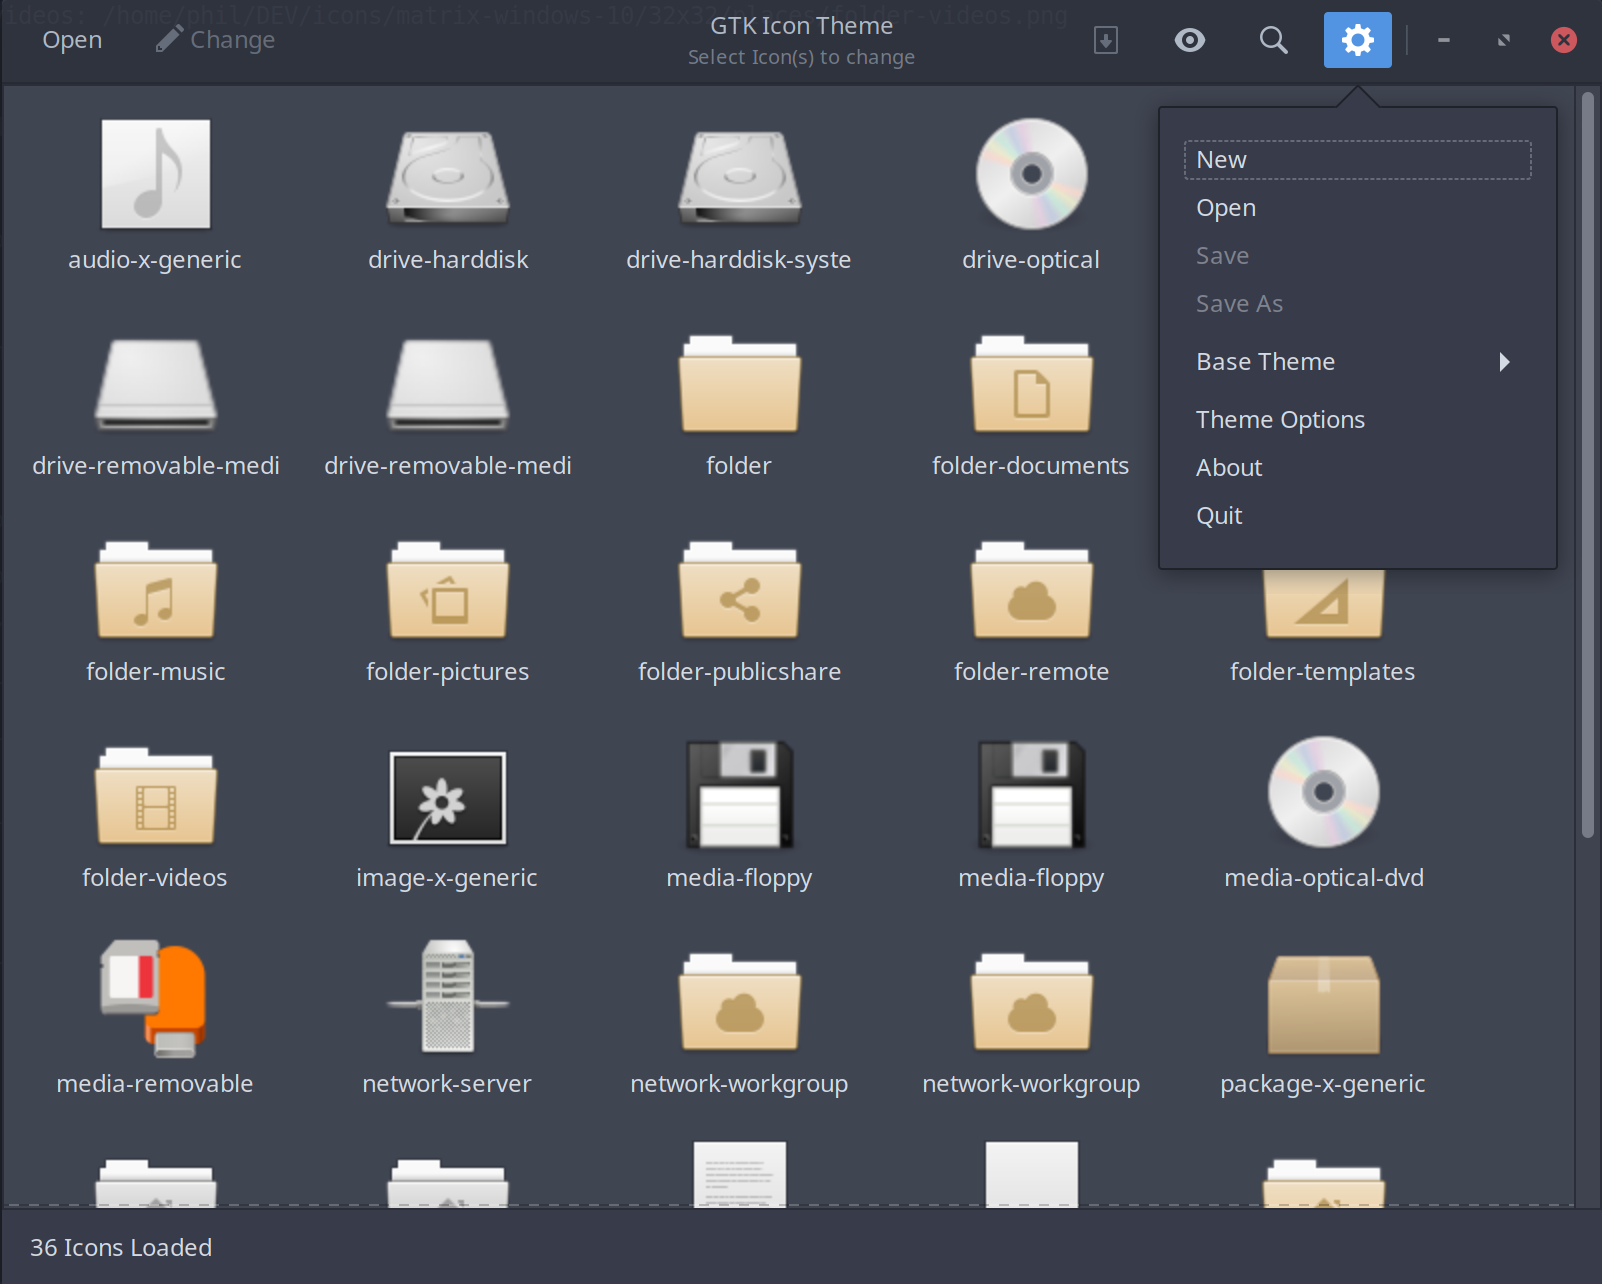 ideos: /home/phil/DEV/icons/matrix-windows-10/32x32/places/folder-videos.png
Open
Change
GTK Icon Theme
Select Icon(s) to change
audio-x-generic
drive-harddisk
drive-harddisk-syste
drive-optical
New
Open
Save
Save As
Base Theme
Theme Options
About
Quit
drive-removable-medi
drive-removable-medi
folder
folder-documents
folder-music
folder-pictures
folder-publicshare
folder-remote
folder-templates
folder-videos
image-x-generic
media-floppy
media-floppy
media-optical-dvd
media-removable
network-server
network-workgroup
network-workgroup
package-x-generic
36 Icons Loaded